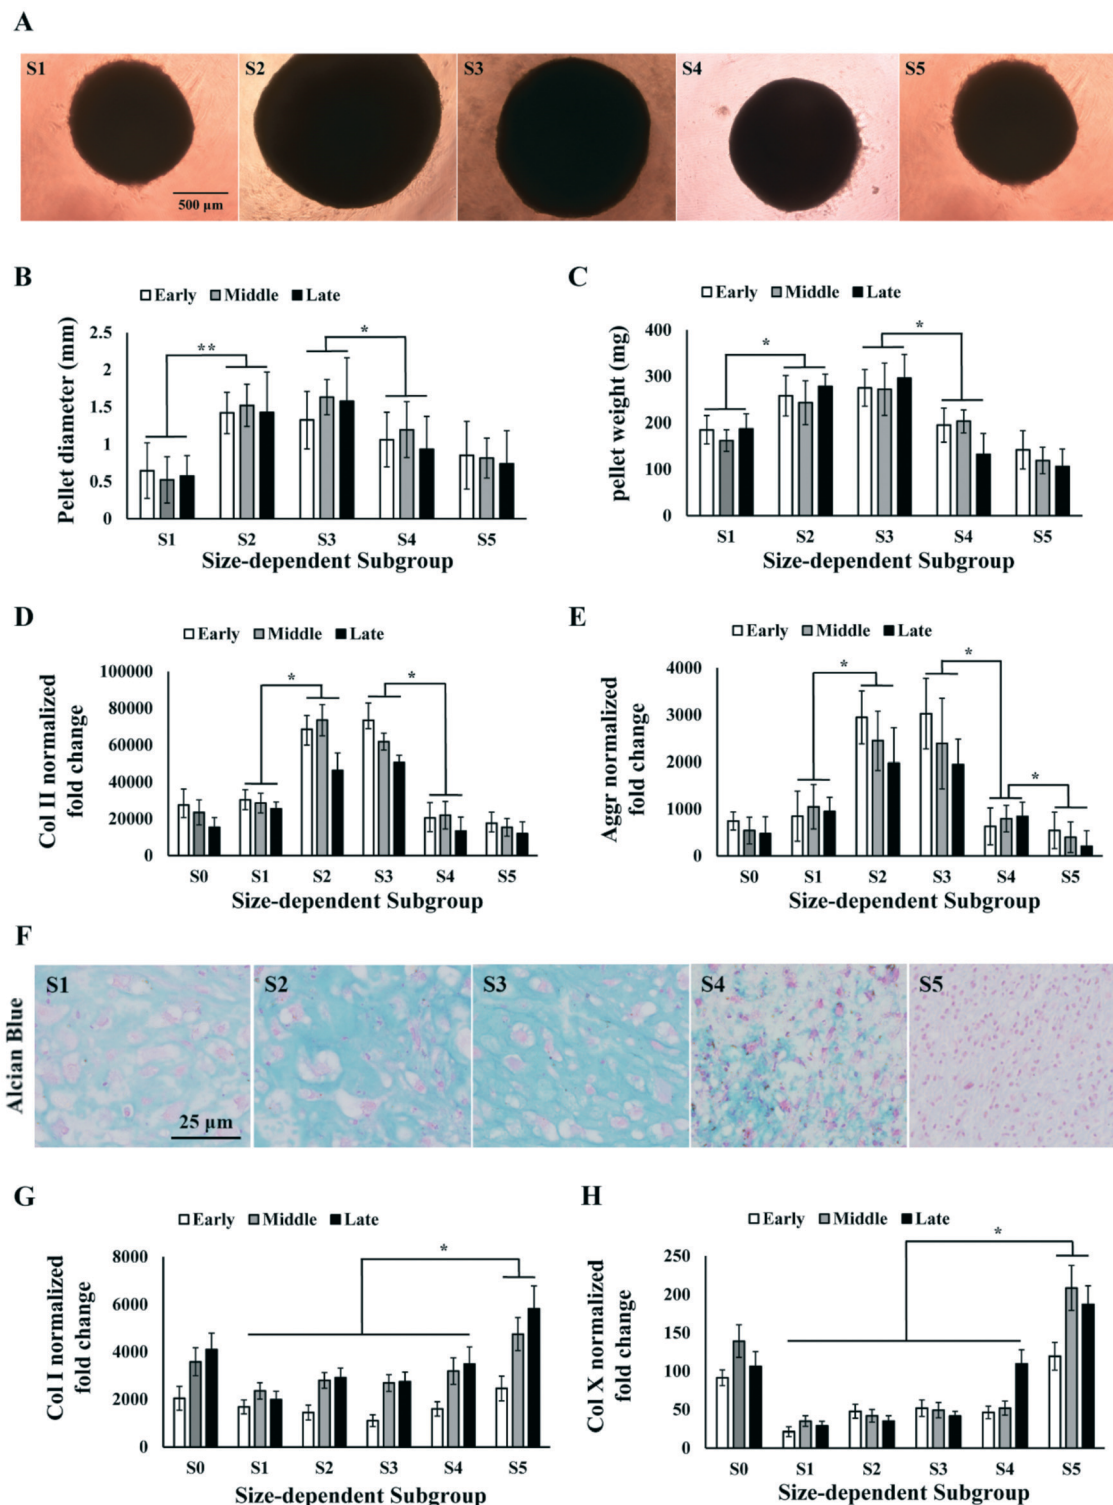 A
S1 S2 S3 S4 S5
500 µm
B
Early Middle Late
Pellet diameter (mm)
2.5
2
1.5
1
0.5
0
**
*
S1 S2 S3 S4 S5
Size-dependent Subgroup
C
Early Middle Late
pellet weight (mg)
400
300
200
100
0
*
*
S1 S2 S3 S4 S5
Size-dependent Subgroup
D
Early Middle Late
Col II normalized
fold change
100000
80000
60000
40000
20000
0
*
*
S0 S1 S2 S3 S4 S5
Size-dependent Subgroup
E
Early Middle Late
Aggr normalized
fold change
4000
3000
2000
1000
0
*
*
*
S0 S1 S2 S3 S4 S5
Size-dependent Subgroup
F
Alcian Blue
S1 S2 S3 S4 S5
25 µm
G
Early Middle Late
Col I normalized
fold change
8000
6000
4000
2000
0
*
S0 S1 S2 S3 S4 S5
Size-dependent Subgroup
H
Early Middle Late
Col X normalized
fold change
250
200
150
100
50
0
*
S0 S1 S2 S3 S4 S5
Size-dependent Subgroup